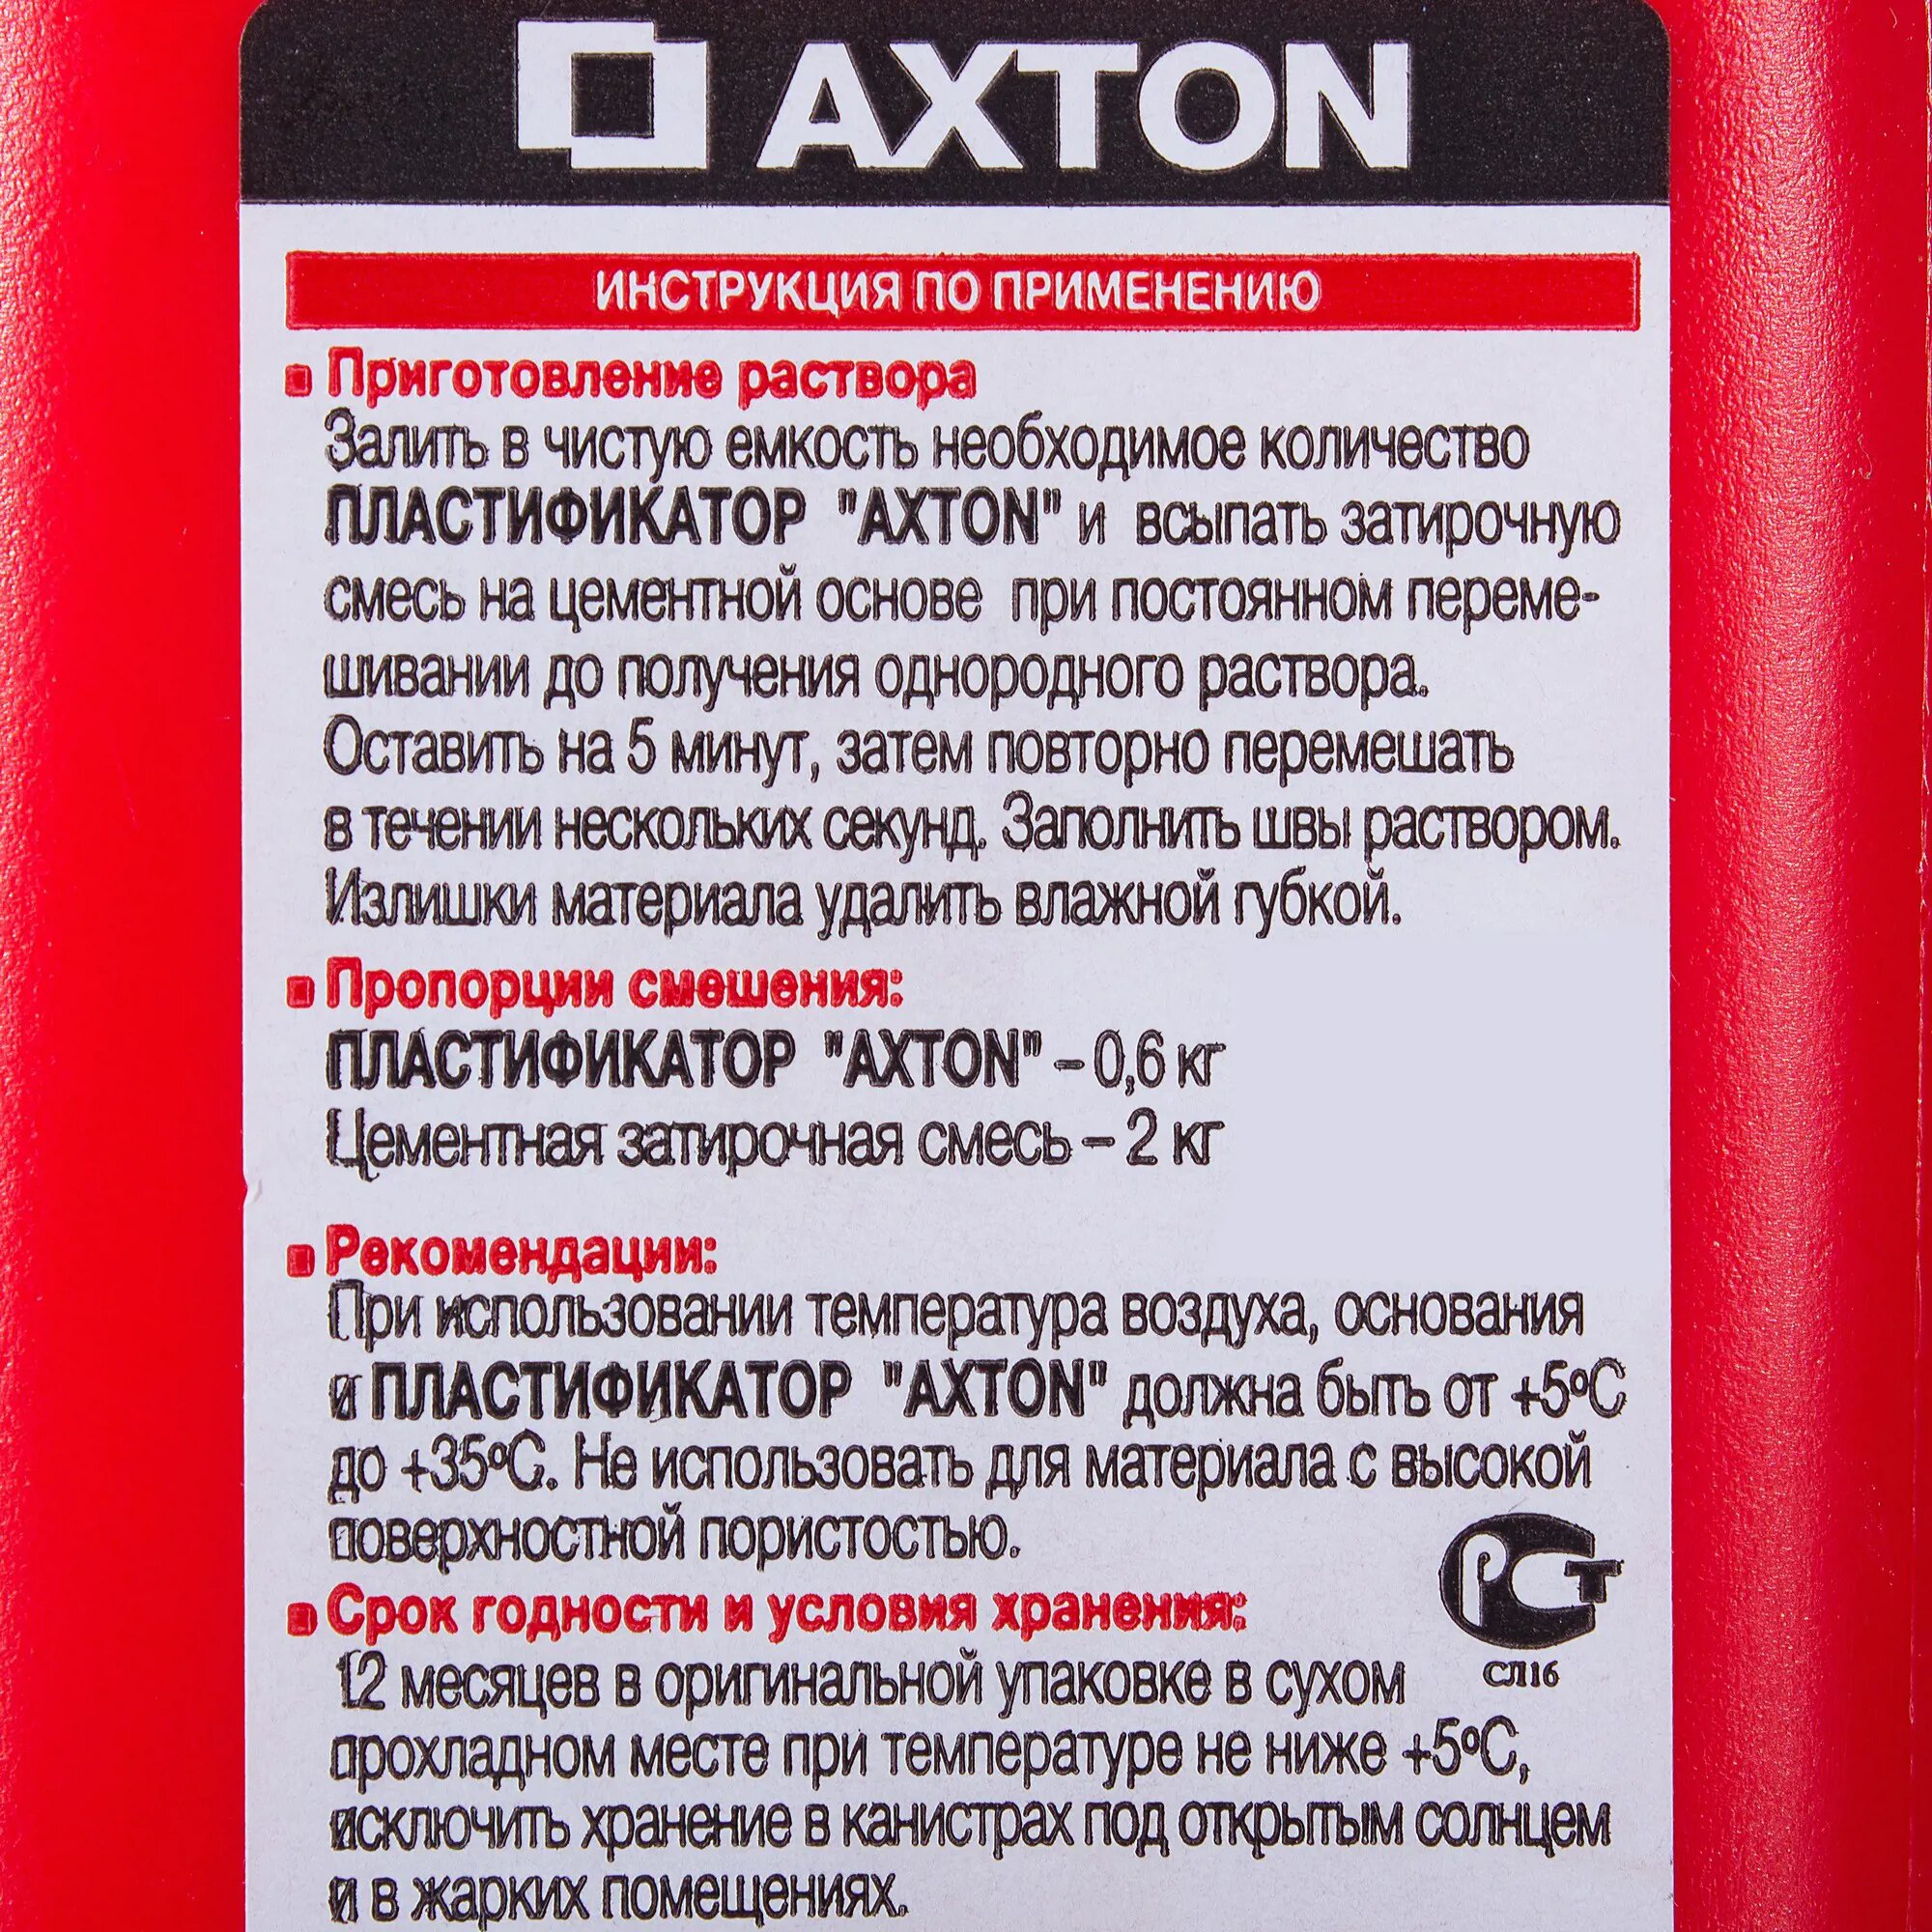 AXTON
ИНСТРУКЦИЯ ПО ПРИМЕНЕНИЮ
Приготовление раствора
Залить в чистую емкость необходимое количество
ПЛАСТИФИКАТОР "AXTON" и всыпать затирочную
смесь на цементной основе при постоянном переме-
шивании до получения однородного раствора.
Оставить на 5 минут, затем повторно перемешать
в течении нескольких секунд. Заполнить швы раствором.
Излишки материала удалить влажной губкой.
Пропорции смешения:
ПЛАСТИФИКАТОР "AXTON" – 0,6 кг
Цементная затирочная смесь – 2 кг
Рекомендации:
При использовании температура воздуха, основания
и ПЛАСТИФИКАТОР "AXTON" должна быть от +5ºС
до +35ºС. Не использовать для материала с высокой
поверхностной пористостью.
Срок годности и условия хранения:
12 месяцев в оригинальной упаковке в сухом
прохладном месте при температуре не ниже +5ºС,
исключить хранение в канистрах под открытым солнцем
и в жарких помещениях.
РСТ
СЛ16